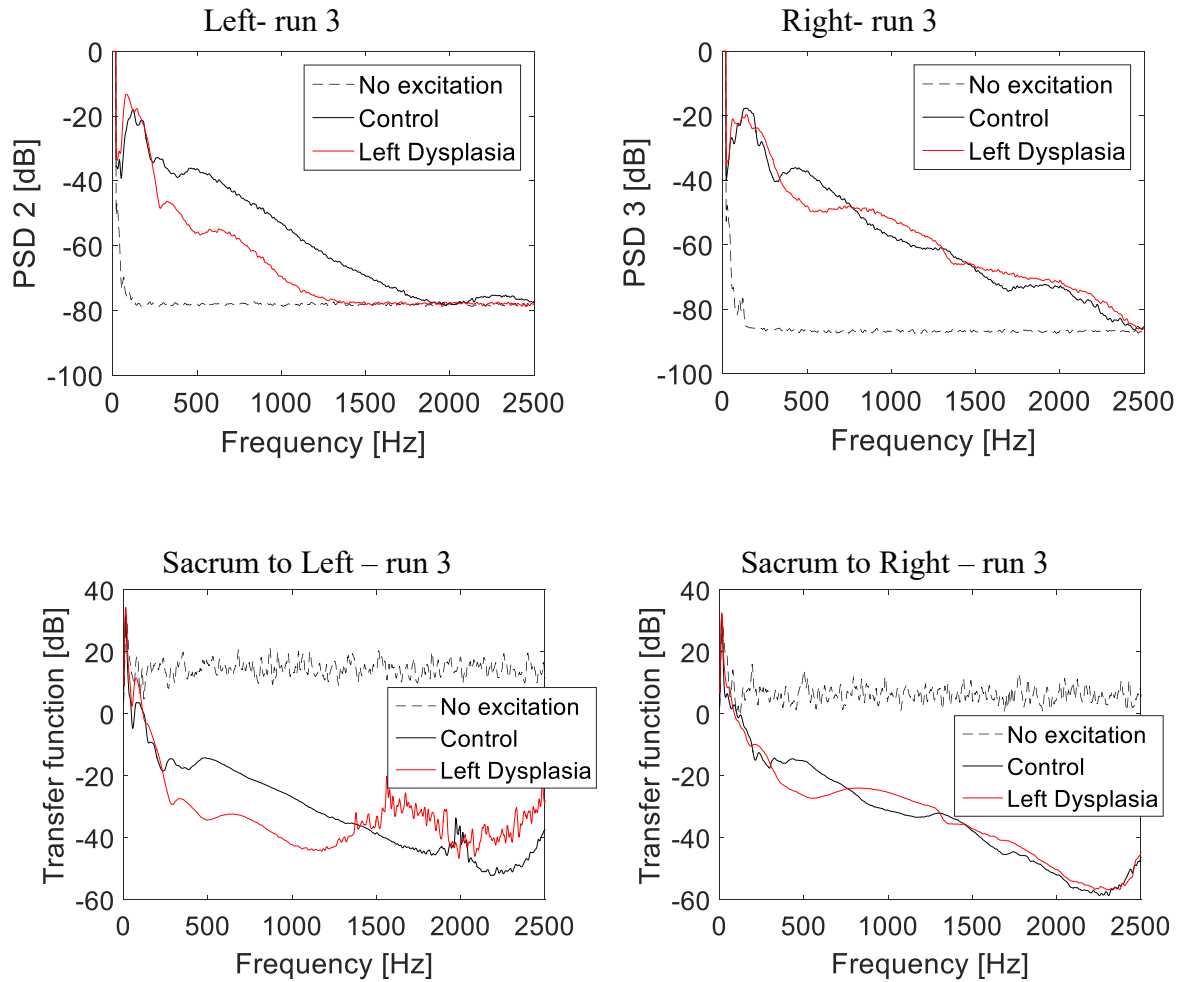 Left- run 3
0
-20
-40
-60
-80
-100
PSD 2 [dB]
No excitation
Control
Left Dysplasia
0 500 1000 1500 2000 2500
Frequency [Hz]
Right- run 3
0
-20
-40
-60
-80
-100
PSD 3 [dB]
No excitation
Control
Left Dysplasia
0 500 1000 1500 2000 2500
Frequency [Hz]
Sacrum to Left – run 3
40
20
0
-20
-40
-60
Transfer function [dB]
No excitation
Control
Left Dysplasia
0 500 1000 1500 2000 2500
Frequency [Hz]
Sacrum to Right – run 3
40
20
0
-20
-40
-60
Transfer function [dB]
No excitation
Control
Left Dysplasia
0 500 1000 1500 2000 2500
Frequency [Hz]